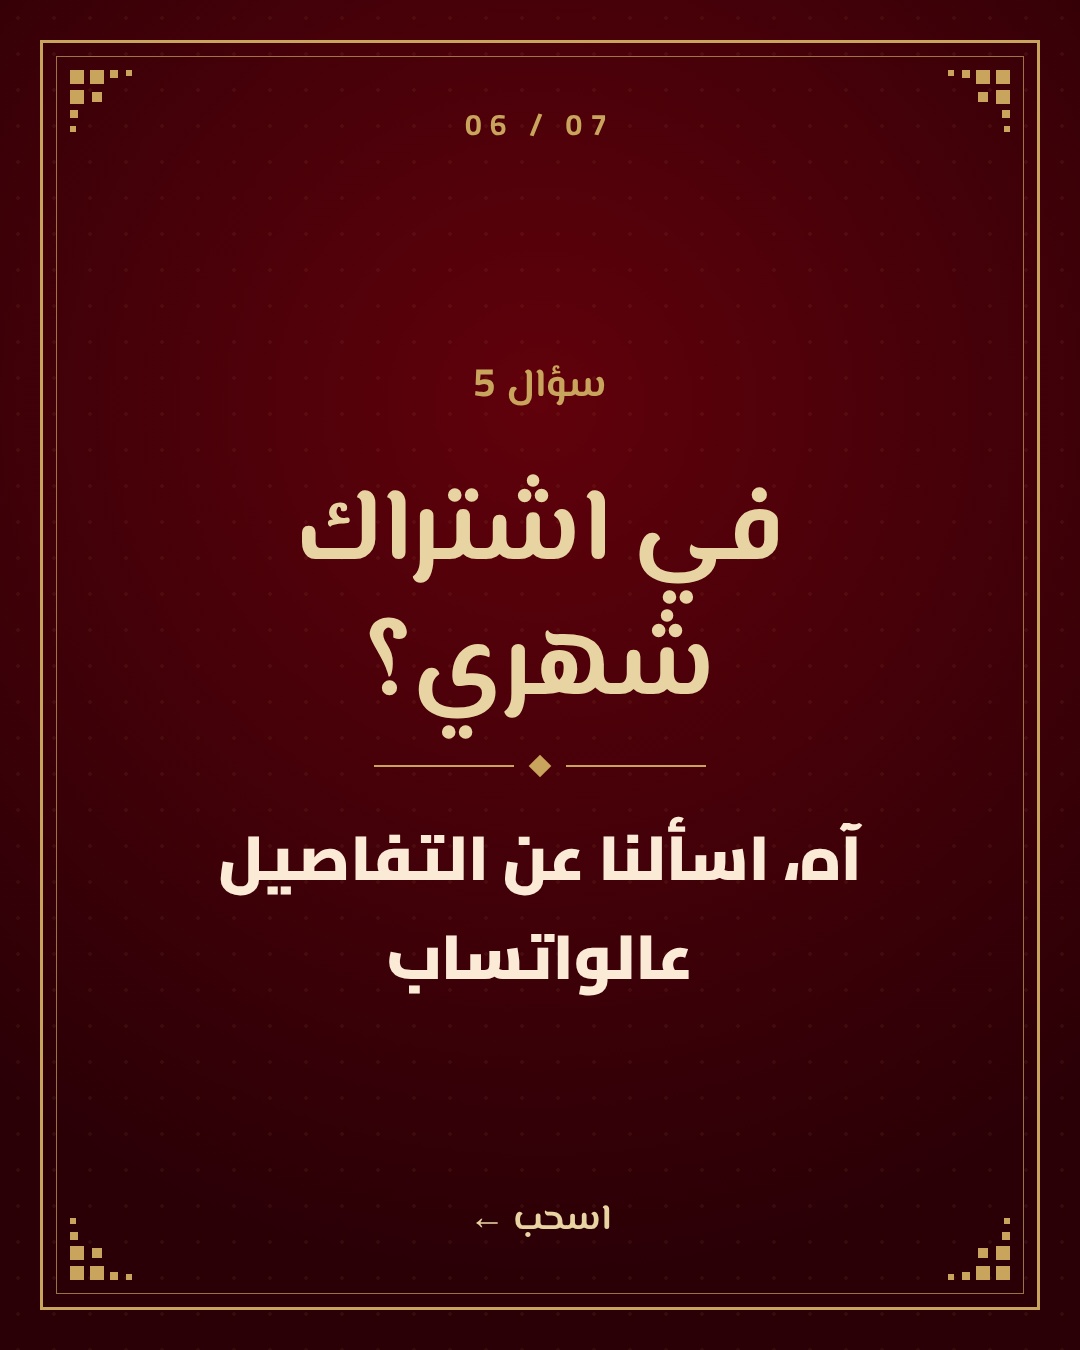 06 / 07
سؤال 5
في اشتراك
شهري؟
آه، اسألنا عن التفاصيل
عالواتساب
اسحب ←